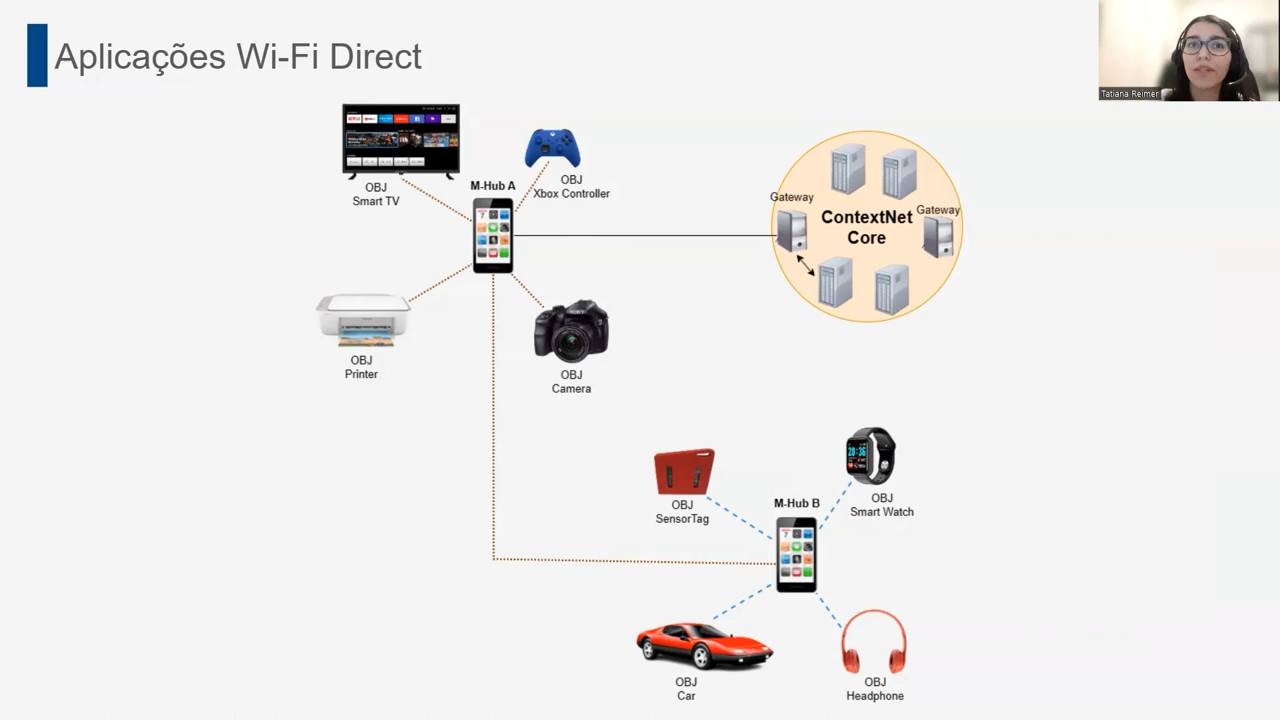 Aplicações Wi-Fi Direct
Tatiana Reimer
OBJ
Smart TV
M-Hub A
OBJ
Xbox Controller
Gateway
ContextNet
Core
Gateway
OBJ
Printer
OBJ
Camera
OBJ
SensorTag
M-Hub B
OBJ
Smart Watch
OBJ
Car
OBJ
Headphone